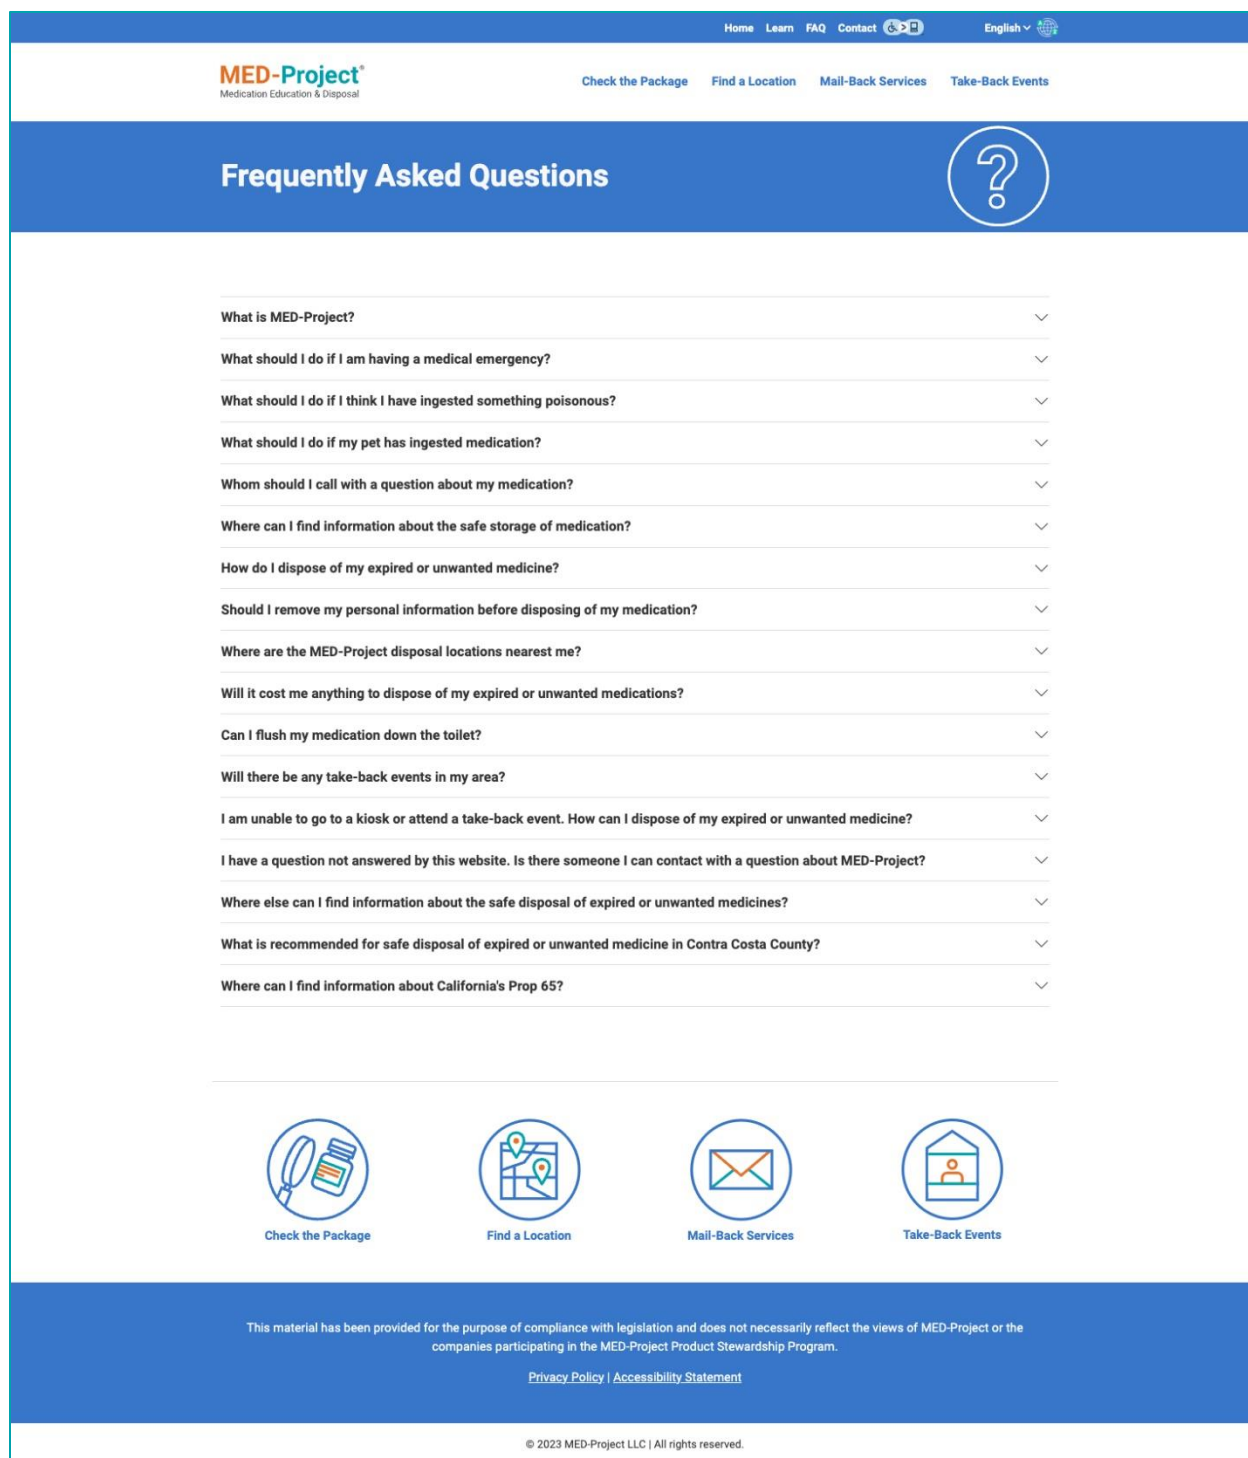 Home Learn FAQ Contact English
MED-Project®
Medication Education & Disposal
Check the Package Find a Location Mail-Back Services Take-Back Events
Frequently Asked Questions
What is MED-Project?
What should I do if I am having a medical emergency?
What should I do if I think I have ingested something poisonous?
What should I do if my pet has ingested medication?
Whom should I call with a question about my medication?
Where can I find information about the safe storage of medication?
How do I dispose of my expired or unwanted medicine?
Should I remove my personal information before disposing of my medication?
Where are the MED-Project disposal locations nearest me?
Will it cost me anything to dispose of my expired or unwanted medications?
Can I flush my medication down the toilet?
Will there be any take-back events in my area?
I am unable to go to a kiosk or attend a take-back event. How can I dispose of my expired or unwanted medicine?
I have a question not answered by this website. Is there someone I can contact with a question about MED-Project?
Where else can I find information about the safe disposal of expired or unwanted medicines?
What is recommended for safe disposal of expired or unwanted medicine in Contra Costa County?
Where can I find information about California's Prop 65?
Check the Package Find a Location Mail-Back Services Take-Back Events
This material has been provided for the purpose of compliance with legislation and does not necessarily reflect the views of MED-Project or the
companies participating in the MED-Project Product Stewardship Program.
Privacy Policy | Accessibility Statement
© 2023 MED-Project LLC | All rights reserved.